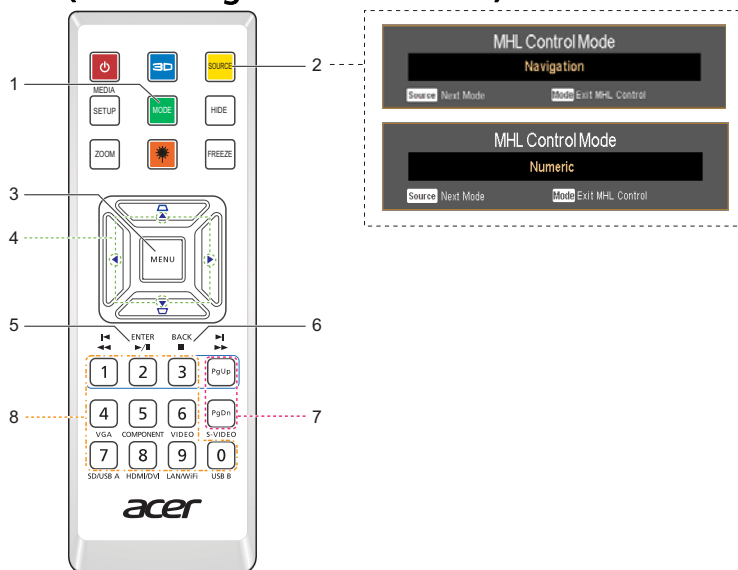 3D
SOURCE
MEDIA
SETUP
MODE
HIDE
ZOOM
FREEZE
MENU
ENTER
BACK
1
2
3
PgUp
4
5
6
PgDn
VGA
COMPONENT
VIDEO
S-VIDEO
7
8
9
0
SD/USB A
HDMI/DVI
LAN/WiFi
USB B
acer
1
2
3
4
5
6
7
8
MHL Control Mode
Navigation
Source Next Mode
Mode Exit MHL Control
MHL Control Mode
Numeric
Source Next Mode
Mode Exit MHL Control